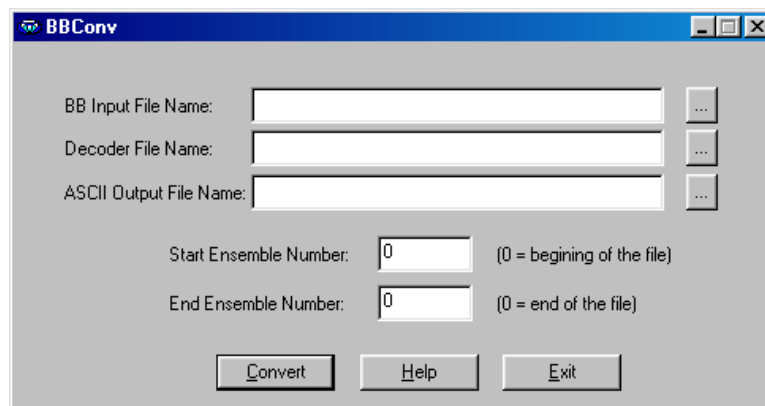 BBConv
BB Input File Name: ...
Decoder File Name: ...
ASCII Output File Name: ...
Start Ensemble Number: 0 (0 = begining of the file)
End Ensemble Number: 0 (0 = end of the file)
Convert Help Exit